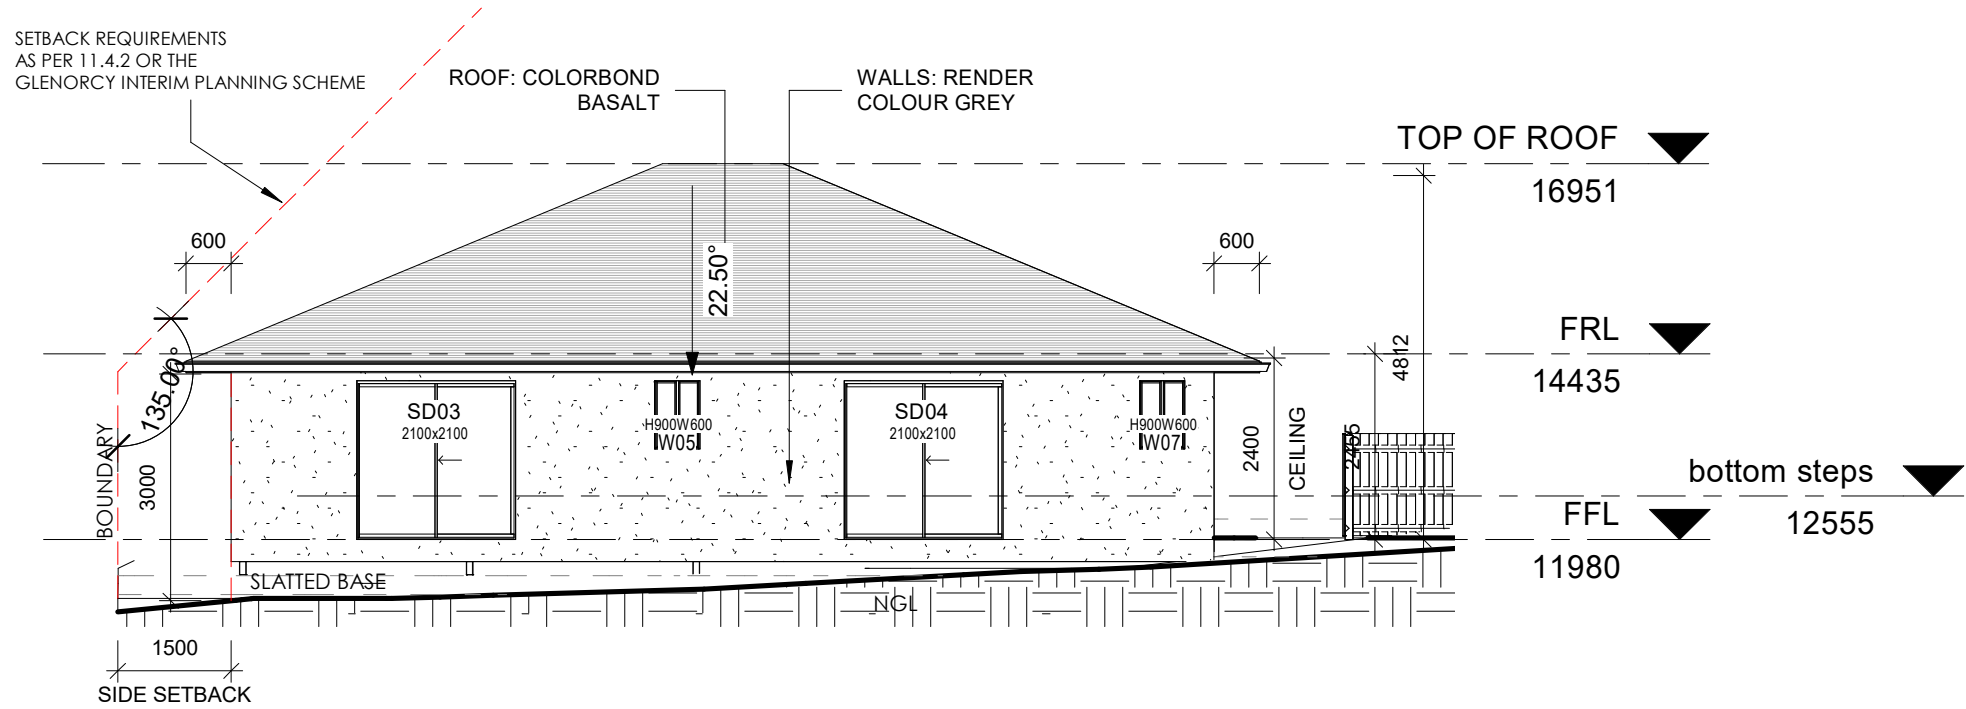 SETBACK REQUIREMENTS
AS PER 11.4.2 OR THE
GLENORCY INTERIM PLANNING SCHEME
ROOF: COLORBOND
BASALT
WALLS: RENDER
COLOUR GREY
TOP OF ROOF
16951
600
600
22.50°
FRL
14435
4812
135.00°
BOUNDARY
3000
SD03
2100x2100
H900W600
W05
SD04
2100x2100
H900W600
W07
2400
CEILING
2455
bottom steps
12555
FFL
11980
SLATTED BASE
NGL
1500
SIDE SETBACK